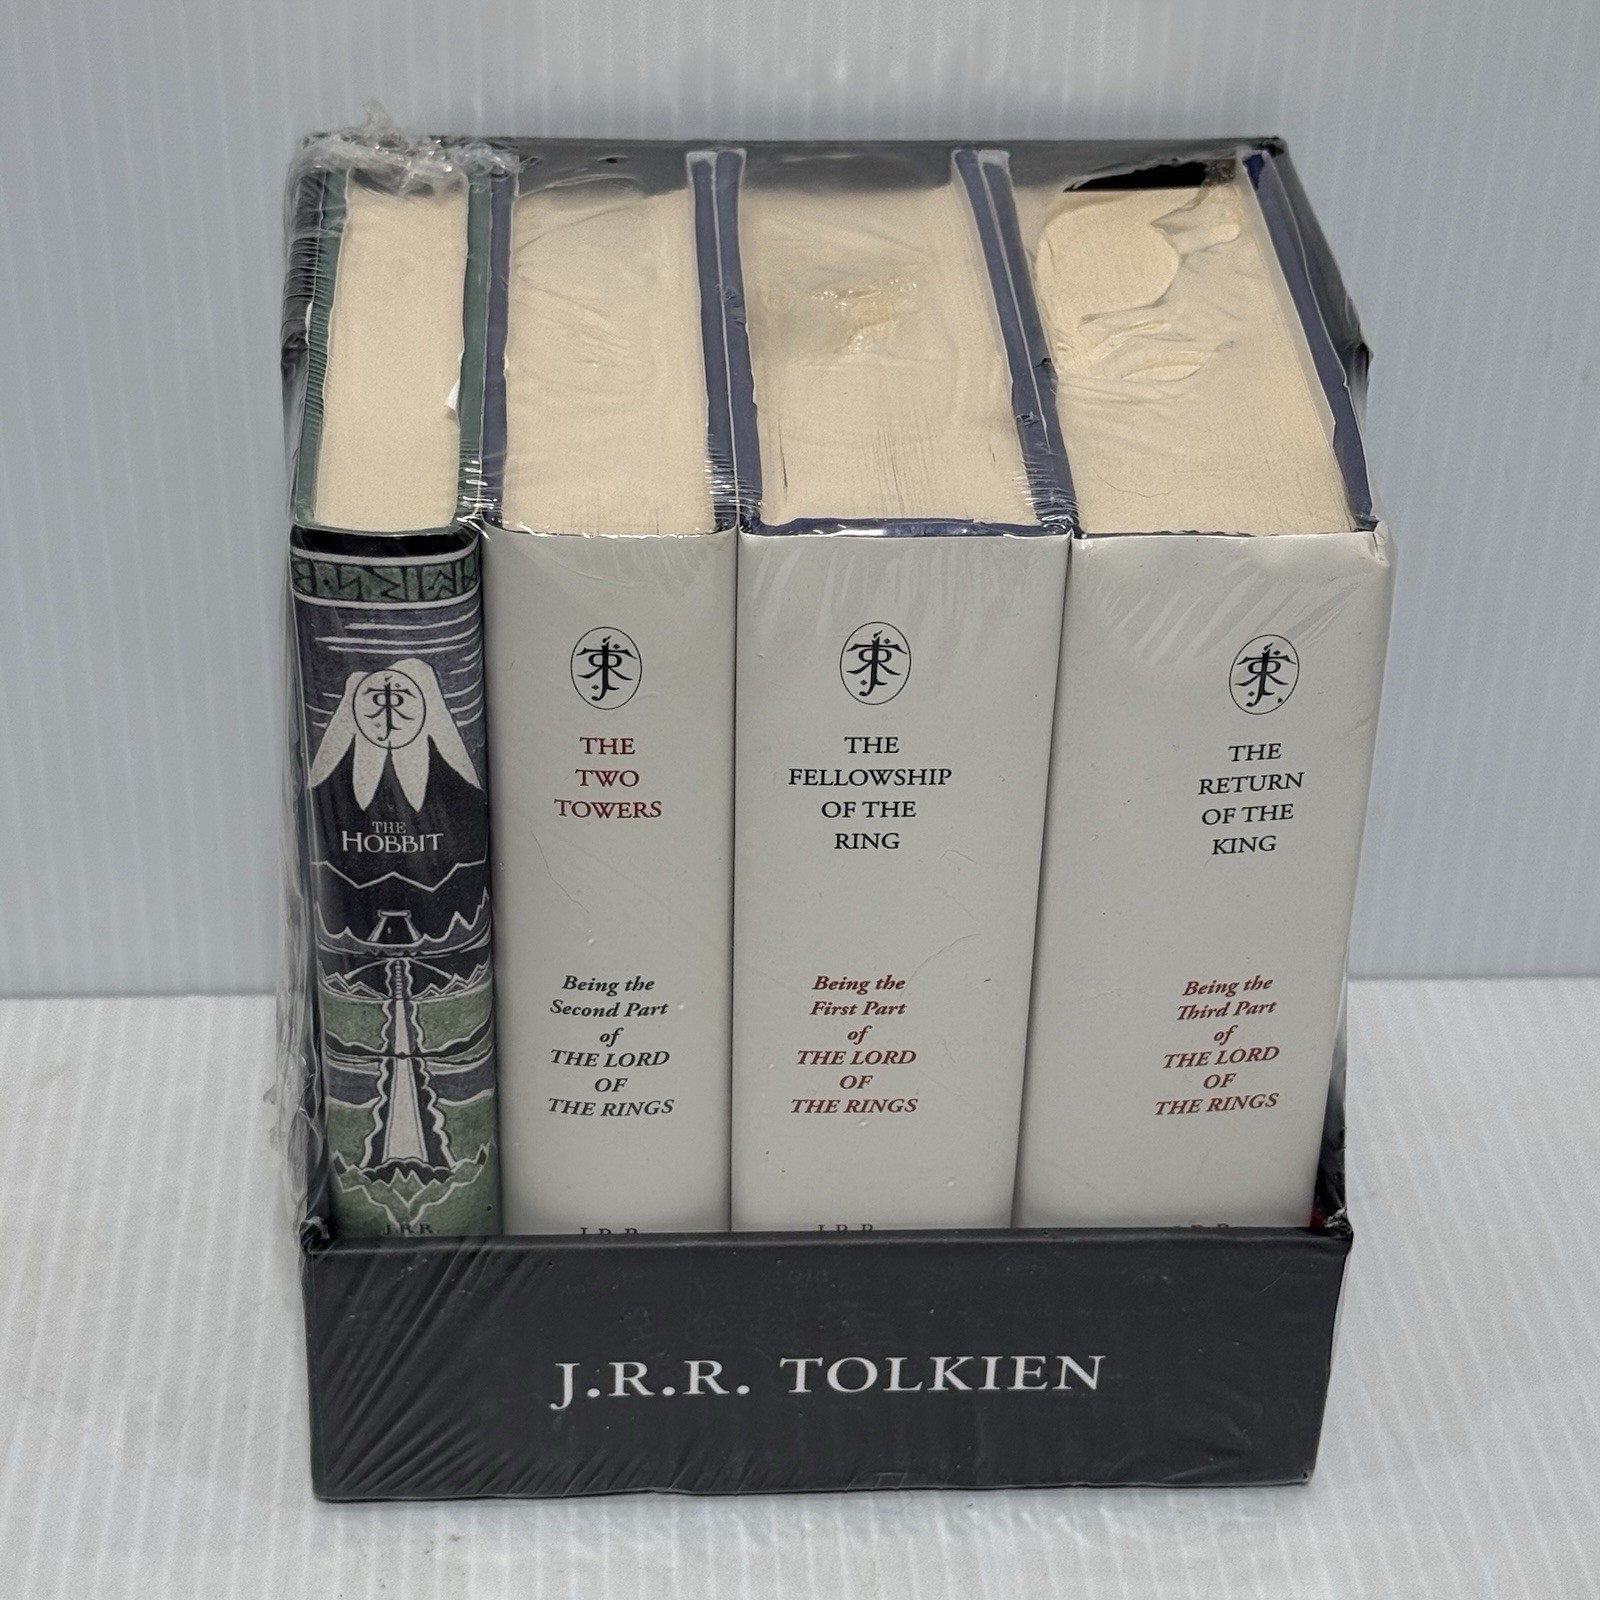 THE
HOBBIT
J.R.R.
THE
TWO
TOWERS
Being the
Second Part
of
THE LORD
OF
THE RINGS
J.R.R.
THE
FELLOWSHIP
OF THE
RING
Being the
First Part
of
THE LORD
OF
THE RINGS
J.R.R.
THE
RETURN
OF THE
KING
Being the
Third Part
of
THE LORD
OF
THE RINGS
J.R.R.
J.R.R. TOLKIEN